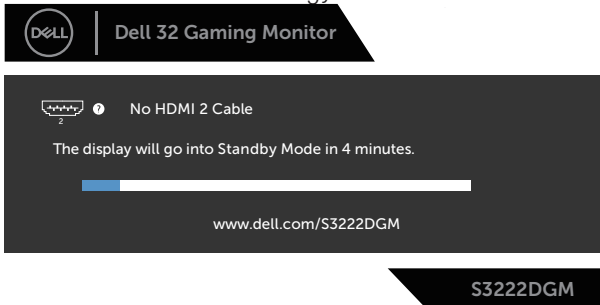 DELL
Dell 32 Gaming Monitor
? No HDMI 2 Cable
2
The display will go into Standby Mode in 4 minutes.
www.dell.com/S3222DGM
S3222DGM